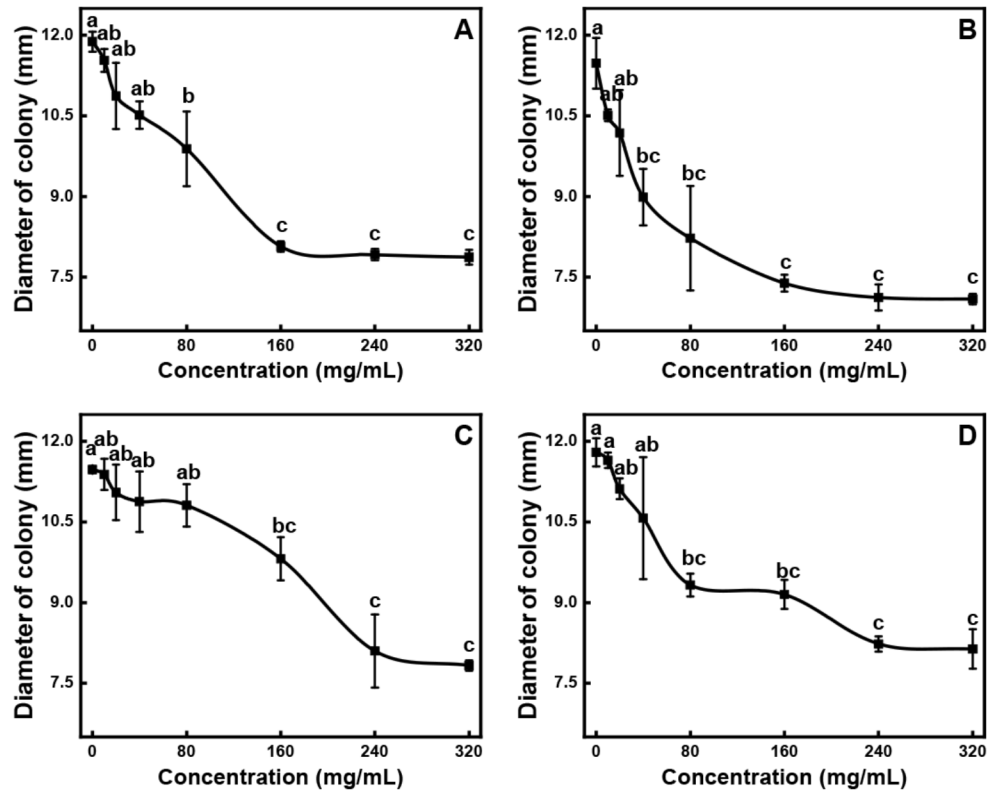 A
Diameter of colony (mm)
12.0
10.5
9.0
7.5
a
ab
ab
ab
b
c
c
c
0
80
160
240
320
Concentration (mg/mL)
B
Diameter of colony (mm)
12.0
10.5
9.0
7.5
a
ab
ab
bc
bc
c
c
c
0
80
160
240
320
Concentration (mg/mL)
C
Diameter of colony (mm)
12.0
10.5
9.0
7.5
a
ab
ab
ab
ab
bc
c
c
0
80
160
240
320
Concentration (mg/mL)
D
Diameter of colony (mm)
12.0
10.5
9.0
7.5
a
a
ab
ab
bc
bc
c
c
0
80
160
240
320
Concentration (mg/mL)